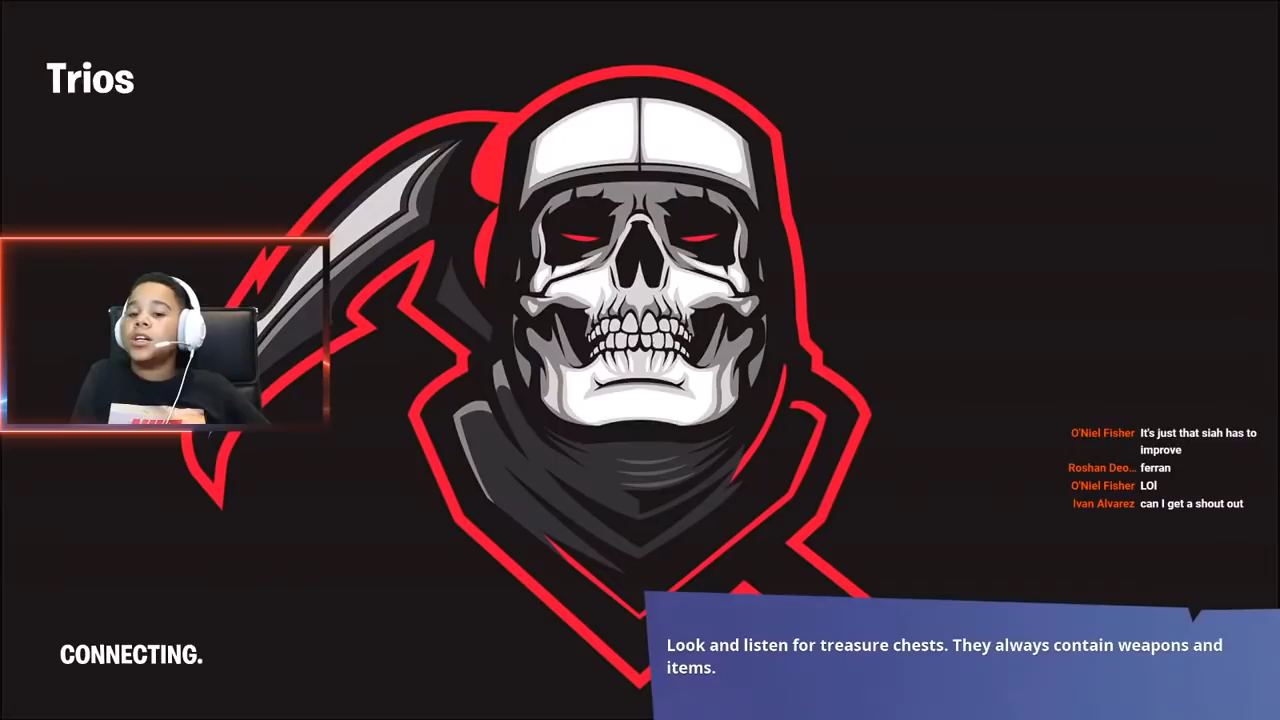 Trios
O'Niel Fisher It's just that siah has to
improve
Roshan Deo... ferran
O'Niel Fisher LOl
Ivan Alvarez can I get a shout out
CONNECTING.
Look and listen for treasure chests. They always contain weapons and
items.